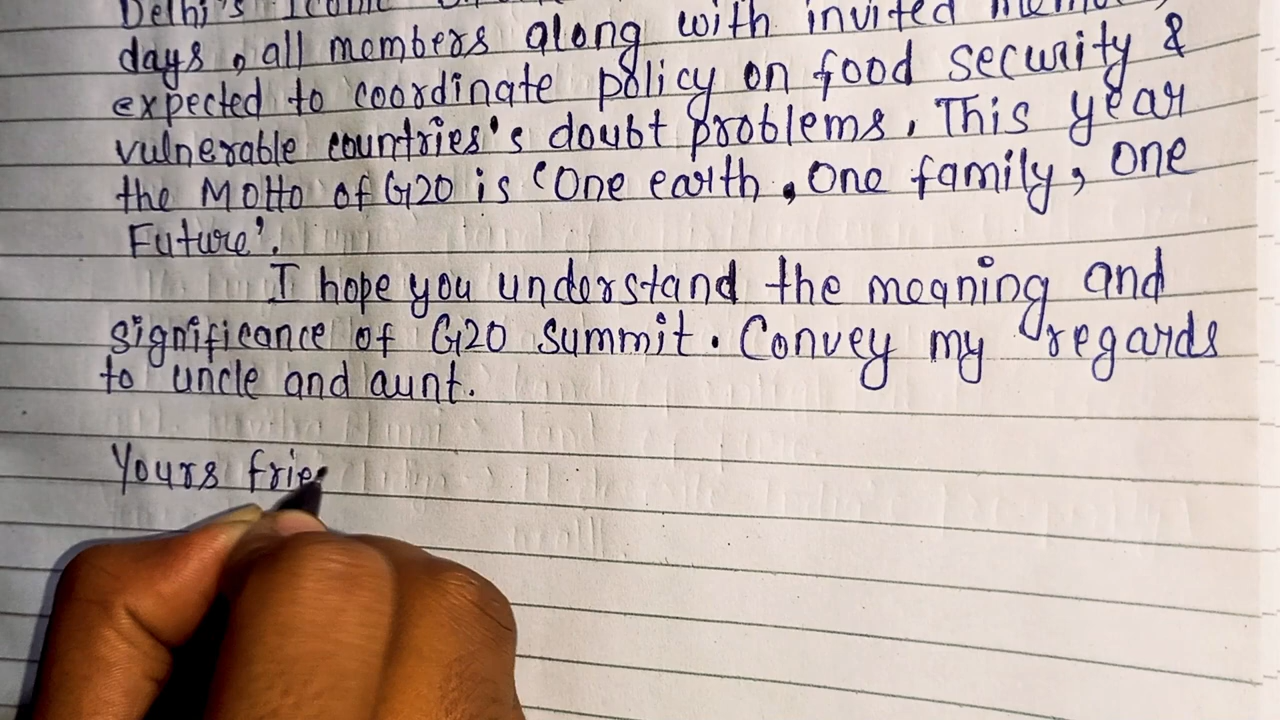 Delhi's Iconic
days, all members along with invited
expected to coordinate policy on food security &
vulnerable countries's doubt problems. This year
the Motto of G20 is 'One earth, One family, One
Future'.
I hope you understand the meaning and
significance of G20 summit. Convey my regards
to uncle and aunt.
Yours frie